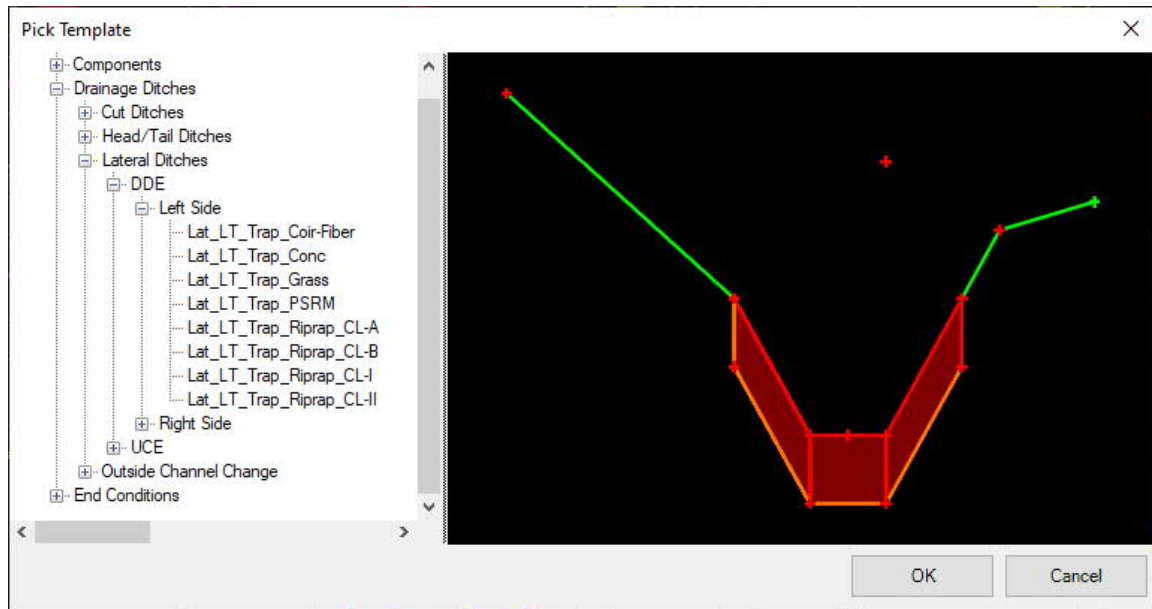 Pick Template
Components
Drainage Ditches
Cut Ditches
Head/Tail Ditches
Lateral Ditches
DDE
Left Side
Lat_LT_Trap_Coir-Fiber
Lat_LT_Trap_Conc
Lat_LT_Trap_Grass
Lat_LT_Trap_PSRM
Lat_LT_Trap_Riprap_CL-A
Lat_LT_Trap_Riprap_CL-B
Lat_LT_Trap_Riprap_CL-I
Lat_LT_Trap_Riprap_CL-II
Right Side
UCE
Outside Channel Change
End Conditions
OK
Cancel